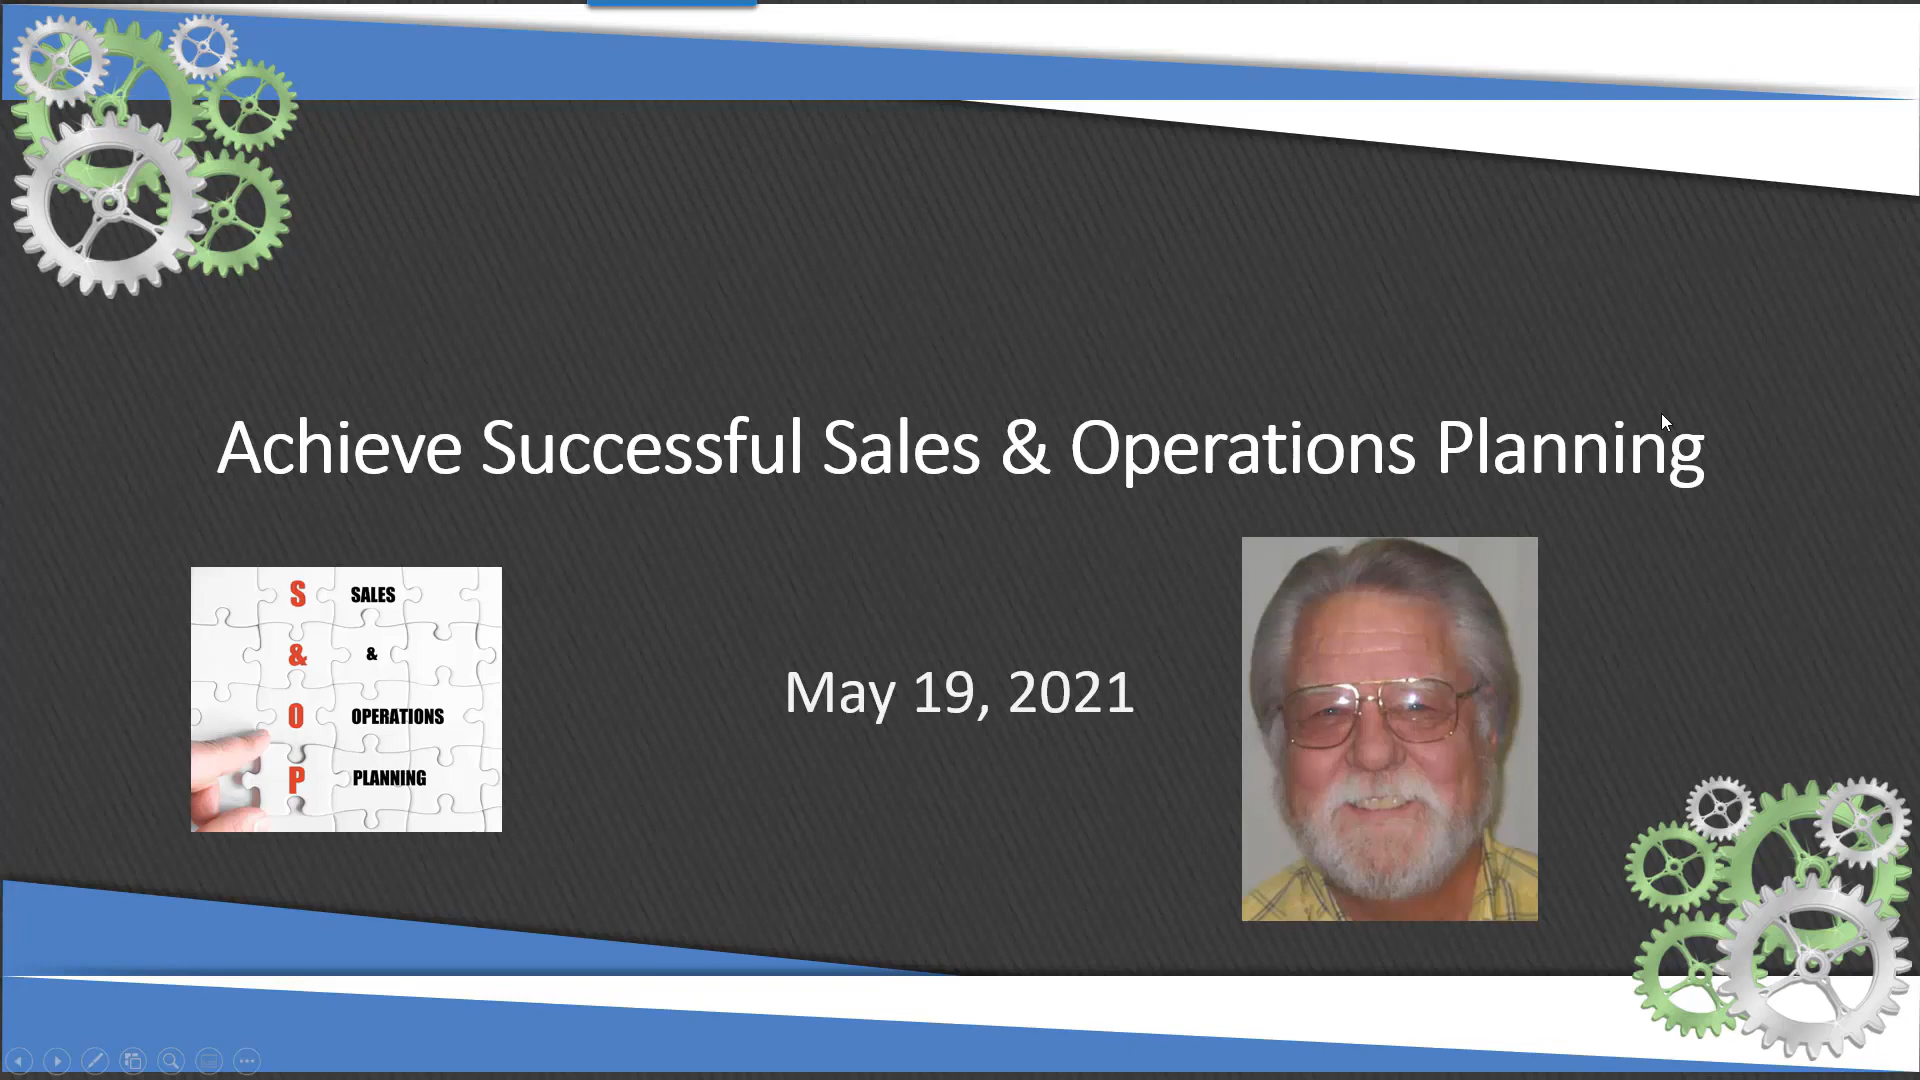 Achieve Successful Sales & Operations Planning
S SALES
& &
O OPERATIONS
P PLANNING
May 19, 2021